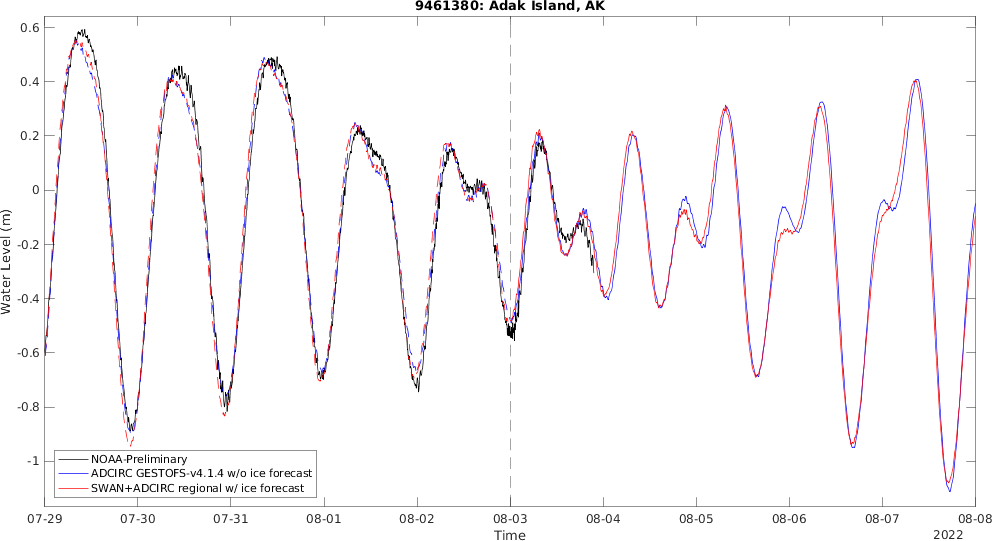 9461380: Adak Island, AK
0.6
0.4
0.2
0
-0.2
-0.4
-0.6
-0.8
-1
Water Level (m)
NOAA-Preliminary
ADCIRC GESTOFS-v4.1.4 w/o ice forecast
SWAN+ADCIRC regional w/ ice forecast
07-29 07-30 07-31 08-01 08-02 08-03 08-04 08-05 08-06 08-07 08-08
Time
2022